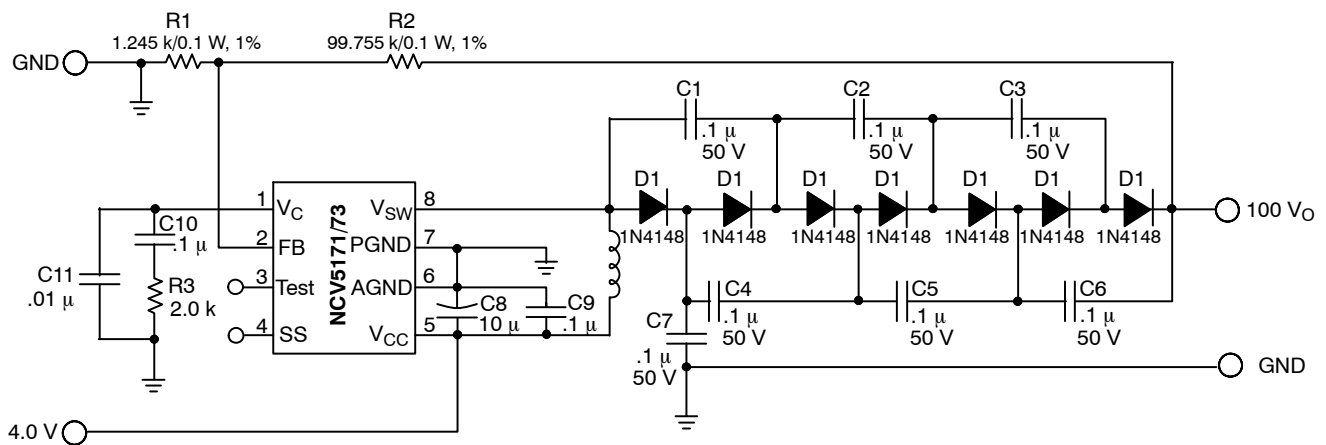 R1
1.245 k/0.1 W, 1%
R2
99.755 k/0.1 W, 1%
GND
C1
.1 µ
50 V
C2
.1 µ
50 V
C3
.1 µ
50 V
D1
1N4148
D1
1N4148
D1
1N4148
D1
1N4148
D1
1N4148
D1
1N4148
D1
1N4148
100 VO
1
VC
VSW
8
C10
.1 µ
2
FB
PGND
7
NCV5171/73
C11
.01 µ
R3
2.0 k
3
Test
AGND
6
4
SS
VCC
5
C8
10 µ
C9
.1 µ
C4
.1 µ
50 V
C5
.1 µ
50 V
C6
.1 µ
50 V
C7
.1 µ
50 V
GND
4.0 V